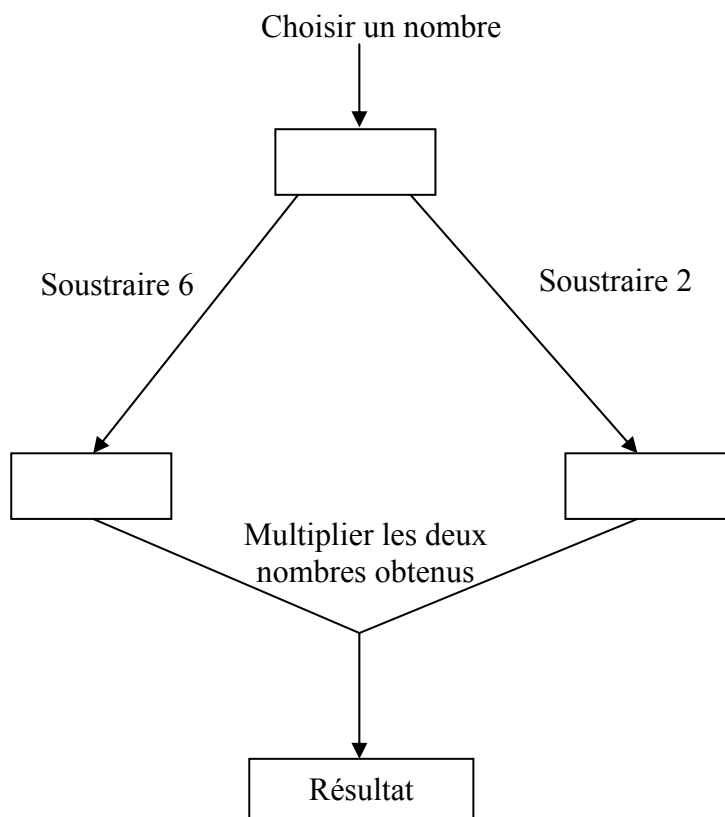 Choisir un nombre
Soustraire 6
Soustraire 2
Multiplier les deux
nombres obtenus
Résultat